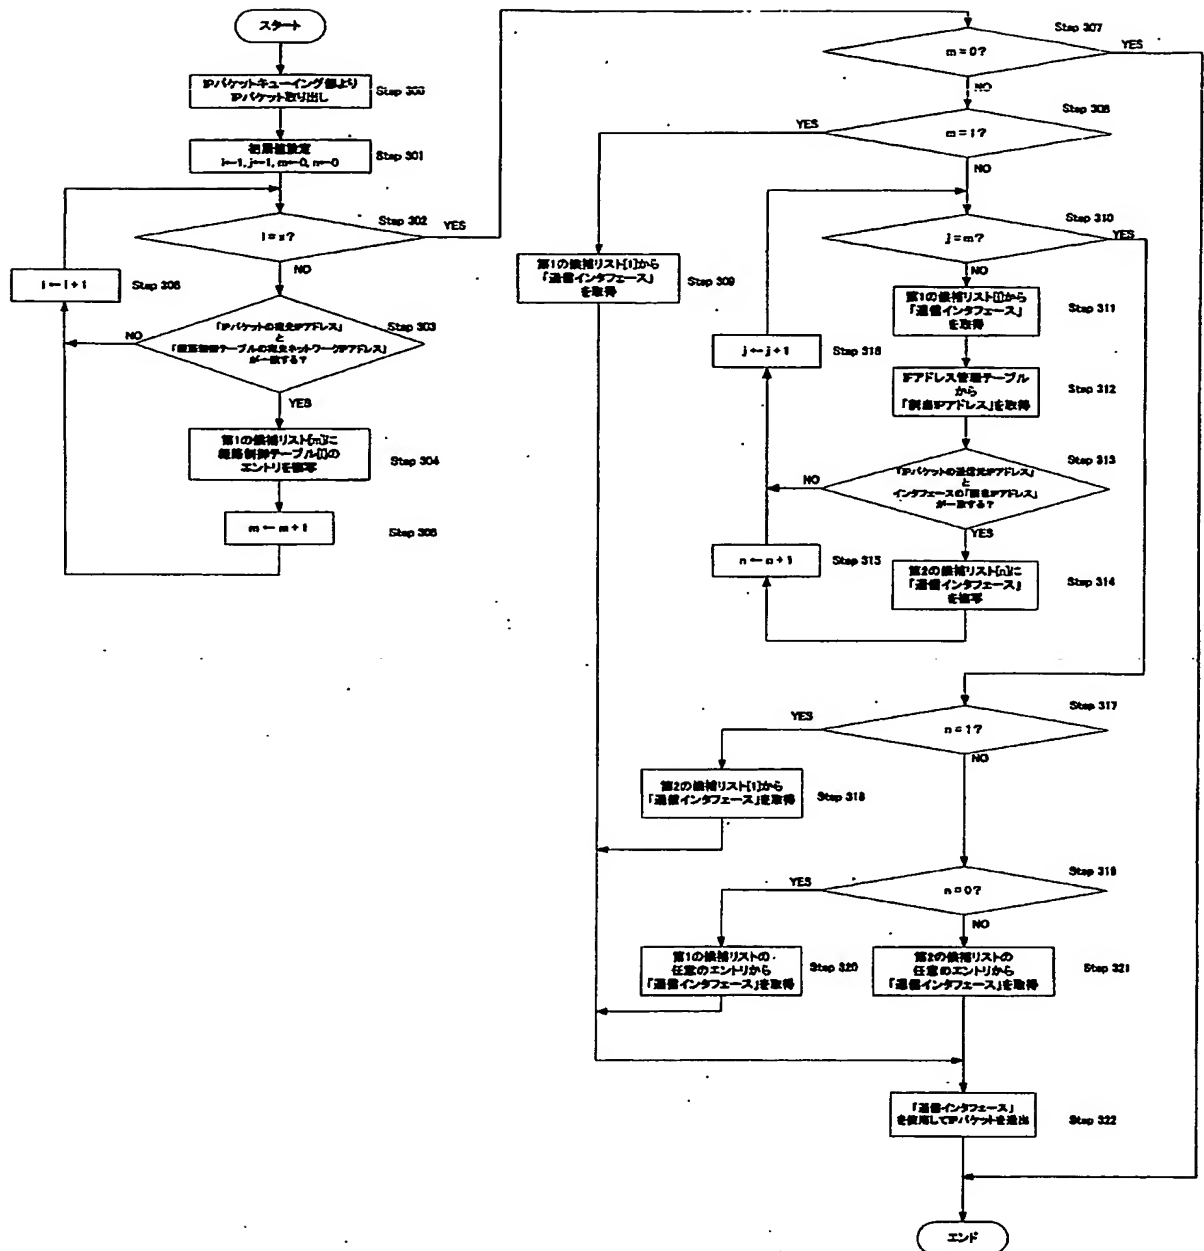 スタート
IPパケットキューイング部より
IPパケット取り出し
Step 300
初期値設定
i←1, j←1, m←0, n←0
Step 301
Step 302
YES
NO
i←i+1
Step 303
「IPパケットの宛先IPアドレス」
と
「経路制御テーブルの宛先ネットワークIPアドレス」
が一致する?
NO
YES
第1の候補リスト[m]に
経路制御テーブル[i]の
エントリを複写
Step 304
m←m+1
Step 307
m=0?
YES
NO
m=1?
YES
NO
第1の候補リスト[1]から
「通信インタフェース」
を取得
Step 309
Step 310
j=m?
YES
NO
第1の候補リスト[j]から
「通信インタフェース」
を取得
Step 311
j←j+1
Step 316
IFアドレス管理テーブル
から
「割当IPアドレス」を取得
Step 312
Step 313
「IPパケットの送信元IPアドレス」
と
インタフェースの「割当IPアドレス」
が一致する?
NO
YES
n←n+1
Step 315
第2の候補リスト[n]に
「通信インタフェース」
を複写
Step 314
Step 317
n=1?
YES
NO
第2の候補リスト[1]から
「通信インタフェース」を取得
Step 318
Step 319
n=0?
YES
NO
第1の候補リストの
任意のエントリから
「通信インタフェース」を取得
Step 320
第2の候補リストの
任意のエントリから
「通信インタフェース」を取得
Step 321
「通信インタフェース」
を使用してIPパケットを送出
Step 322
エンド